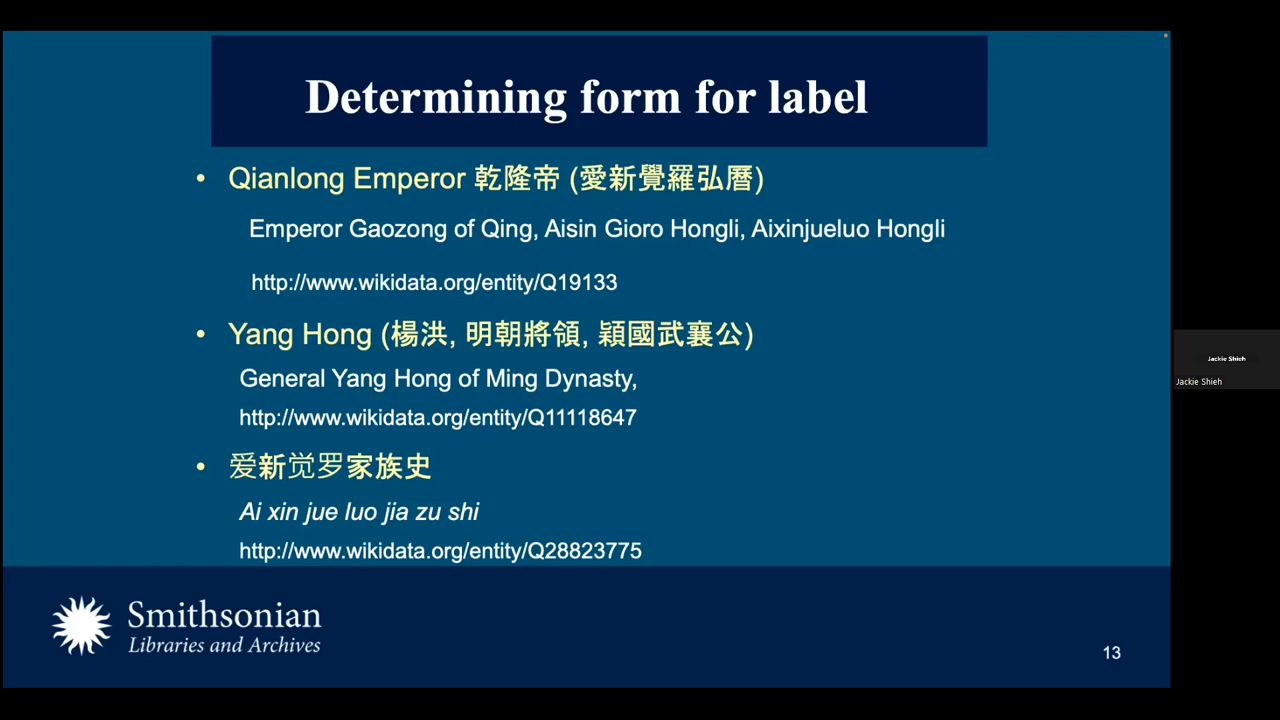 Determining form for label
• Qianlong Emperor 乾隆帝 (愛新覺羅弘曆)
Emperor Gaozong of Qing, Aisin Gioro Hongli, Aixinjueluo Hongli
http://www.wikidata.org/entity/Q19133
• Yang Hong (楊洪, 明朝將領, 穎國武襄公)
General Yang Hong of Ming Dynasty,
http://www.wikidata.org/entity/Q11118647
• 爱新觉罗家族史
Ai xin jue luo jia zu shi
http://www.wikidata.org/entity/Q28823775
Smithsonian
Libraries and Archives
13
Jackie Shieh
Jackie Shieh